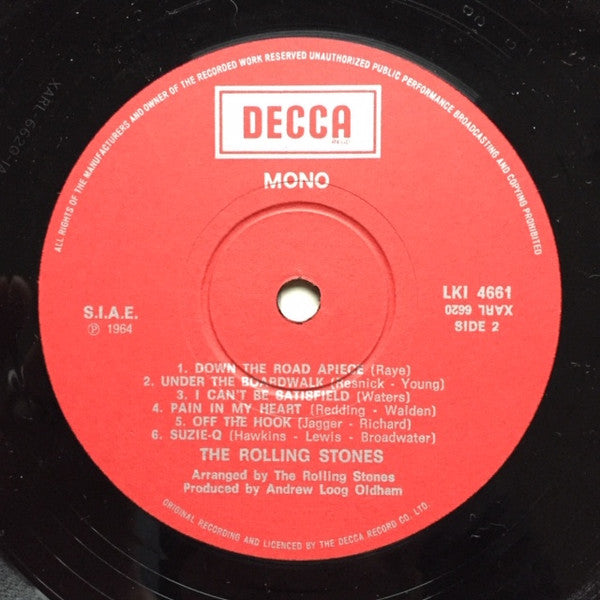 ALL RIGHTS OF THE MANUFACTURERS AND OWNER OF THE RECORDED WORK RESERVED UNAUTHORIZED PUBLIC PERFORMANCE BROADCASTING AND COPYING PROHIBITED
DECCA
MONO
S.I.A.E.
℗ 1964
LKI 4661
XARL 6620
SIDE 2
1. DOWN THE ROAD APIECE (Raye)
2. UNDER THE BOARDWALK (Resnick - Young)
3. I CAN'T BE SATISFIELD (Waters)
4. PAIN IN MY HEART (Redding - Walden)
5. OFF THE HOOK (Jagger - Richard)
6. SUZIE-Q (Hawkins - Lewis - Broadwater)
THE ROLLING STONES
Arranged by The Rolling Stones
Produced by Andrew Loog Oldham
ORIGINAL RECORDING AND LICENCED BY THE DECCA RECORD CO. LTD.